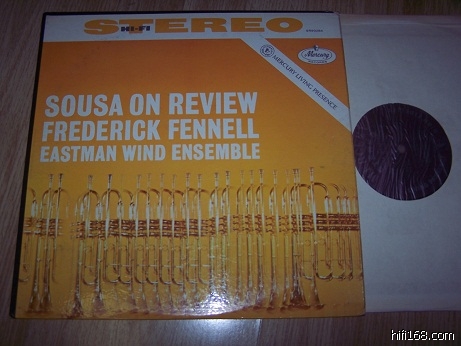 STEREO
HI-FI
Mercury
MERCURY LIVING PRESENCE
SOUSA ON REVIEW
FREDERICK FENNELL
EASTMAN WIND ENSEMBLE
hifi168.com